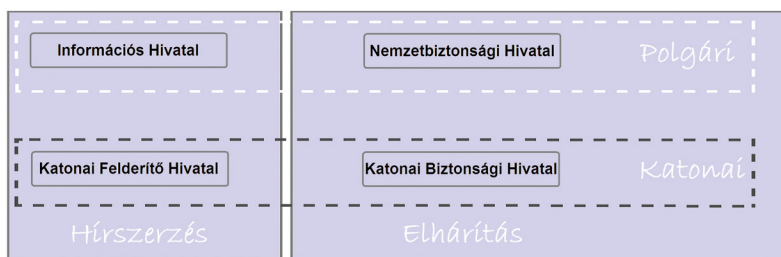 Információs Hivatal
Nemzetbiztonsági Hivatal
Polgári
Katonai Felderítő Hivatal
Katonai Biztonsági Hivatal
Katonai
Hírszerzés
Elhárítás